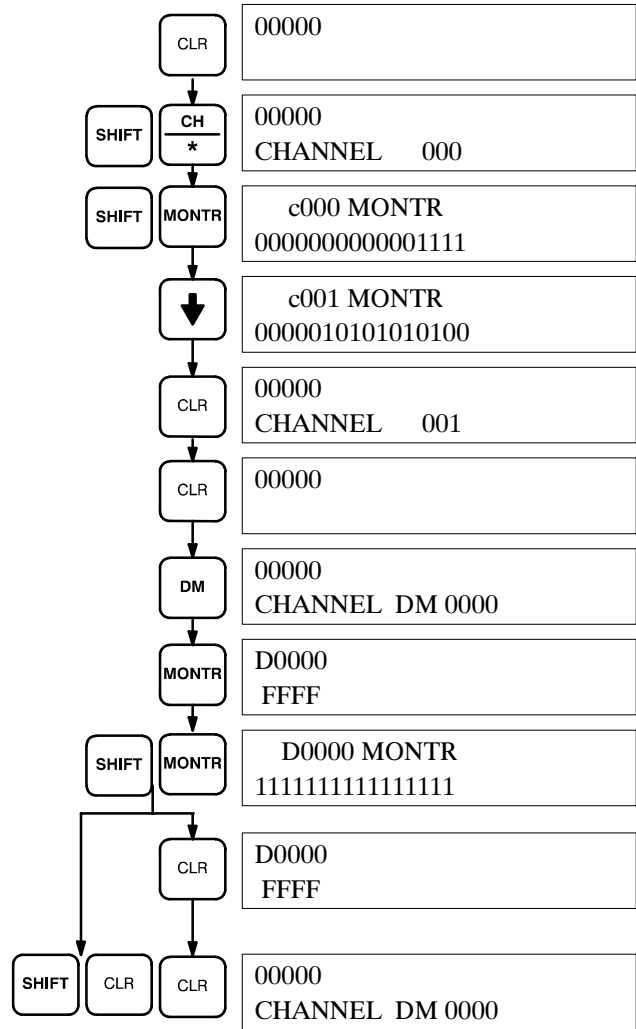 CLR
00000
SHIFT
CH
*
00000
CHANNEL 000
SHIFT
MONTR
c000 MONTR
0000000000001111
c001 MONTR
0000010101010100
CLR
00000
CHANNEL 001
CLR
00000
DM
00000
CHANNEL DM 0000
MONTR
D0000
FFFF
SHIFT
MONTR
D0000 MONTR
1111111111111111
CLR
D0000
FFFF
SHIFT
CLR
CLR
00000
CHANNEL DM 0000